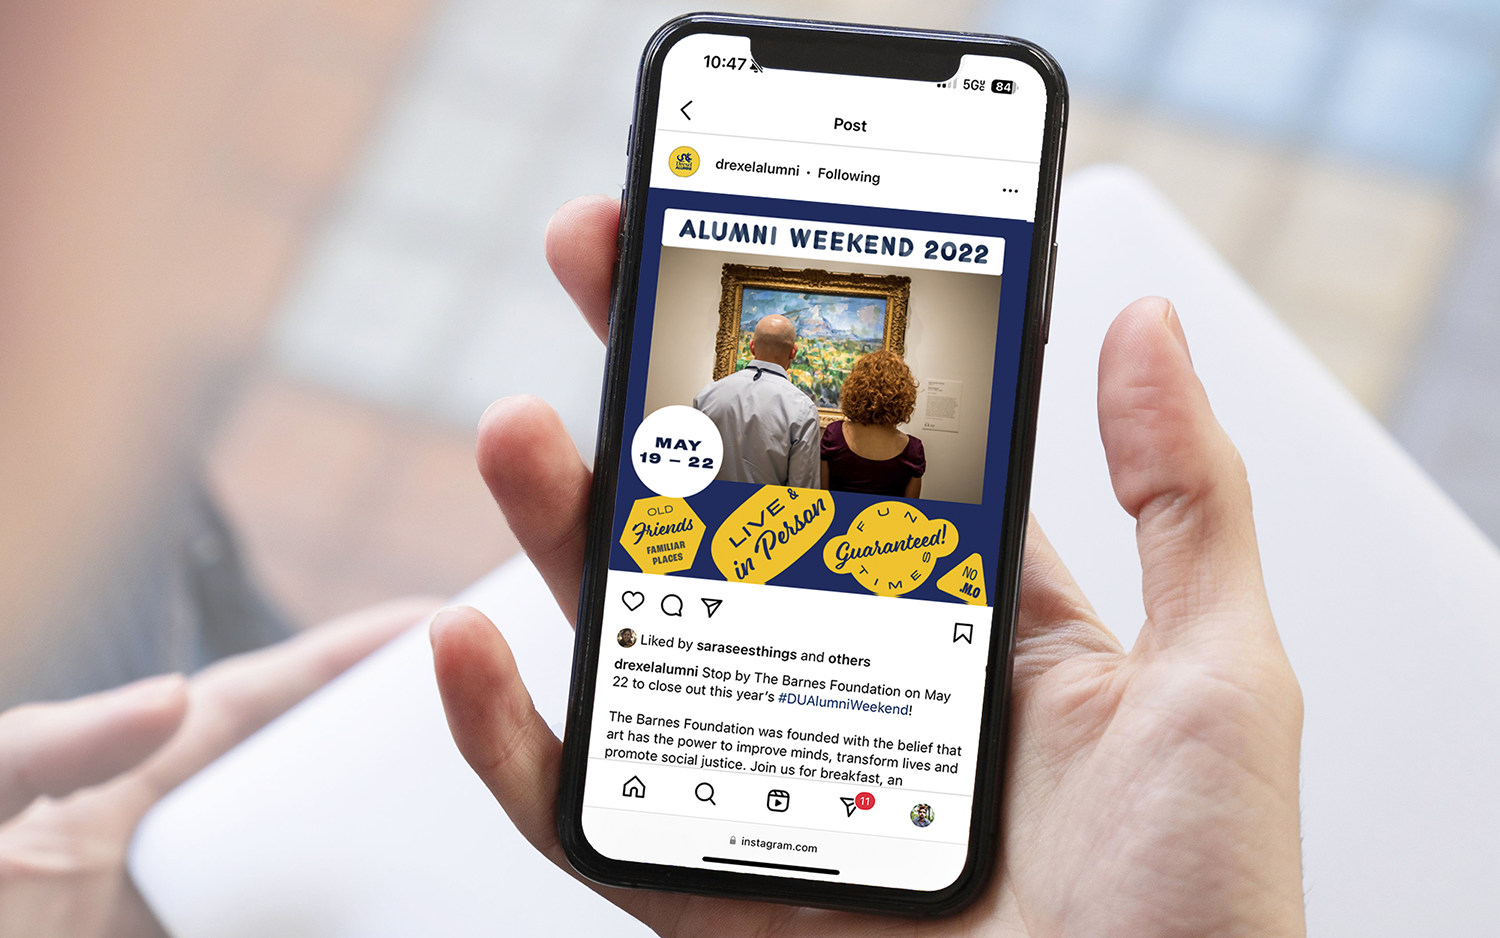 10:47
5G UC 84
Post
drexelalumni • Following
ALUMNI WEEKEND 2022
MAY
19 – 22
OLD
Friends
FAMILIAR
PLACES
LIVE &
in Person
FUN
Guaranteed!
TIMES
NO
Liked by saraseesthings and others
drexelalumni Stop by The Barnes Foundation on May
22 to close out this year's #DUAlumniWeekend!
The Barnes Foundation was founded with the belief that
art has the power to improve minds, transform lives and
promote social justice. Join us for breakfast, an
11
instagram.com